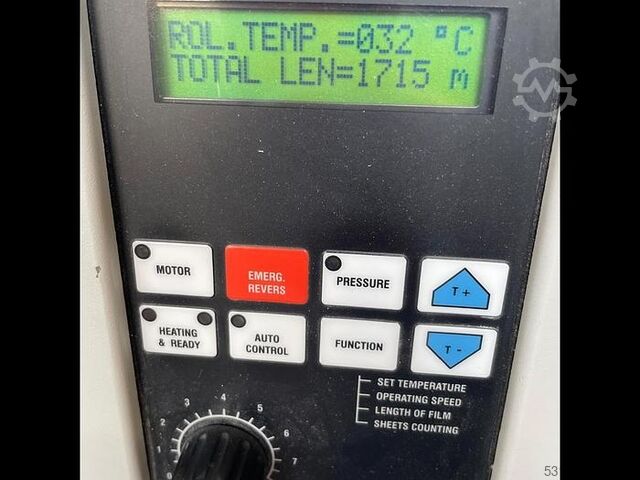 ROL.TEMP.=032 °C
TOTAL LEN=1715 m
MOTOR
EMERG.
REVERS
PRESSURE
T +
HEATING
& READY
AUTO
CONTROL
FUNCTION
T -
SET TEMPERATURE
OPERATING SPEED
LENGTH OF FILM
SHEETS COUNTING
0
1
2
3
4
5
6
7
53